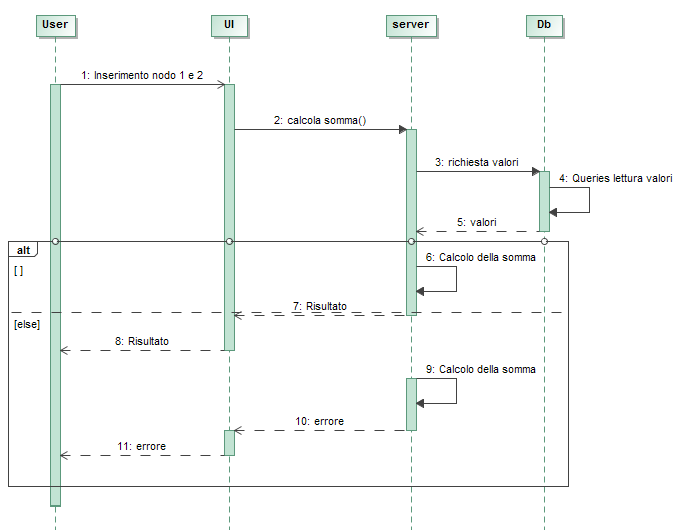 User
UI
server
Db
1: Inserimento nodo 1 e 2
2: calcola somma()
3: richiesta valori
4: Queries lettura valori
5: valori
alt
6: Calcolo della somma
[ ]
7: Risultato
[else]
8: Risultato
9: Calcolo della somma
10: errore
11: errore